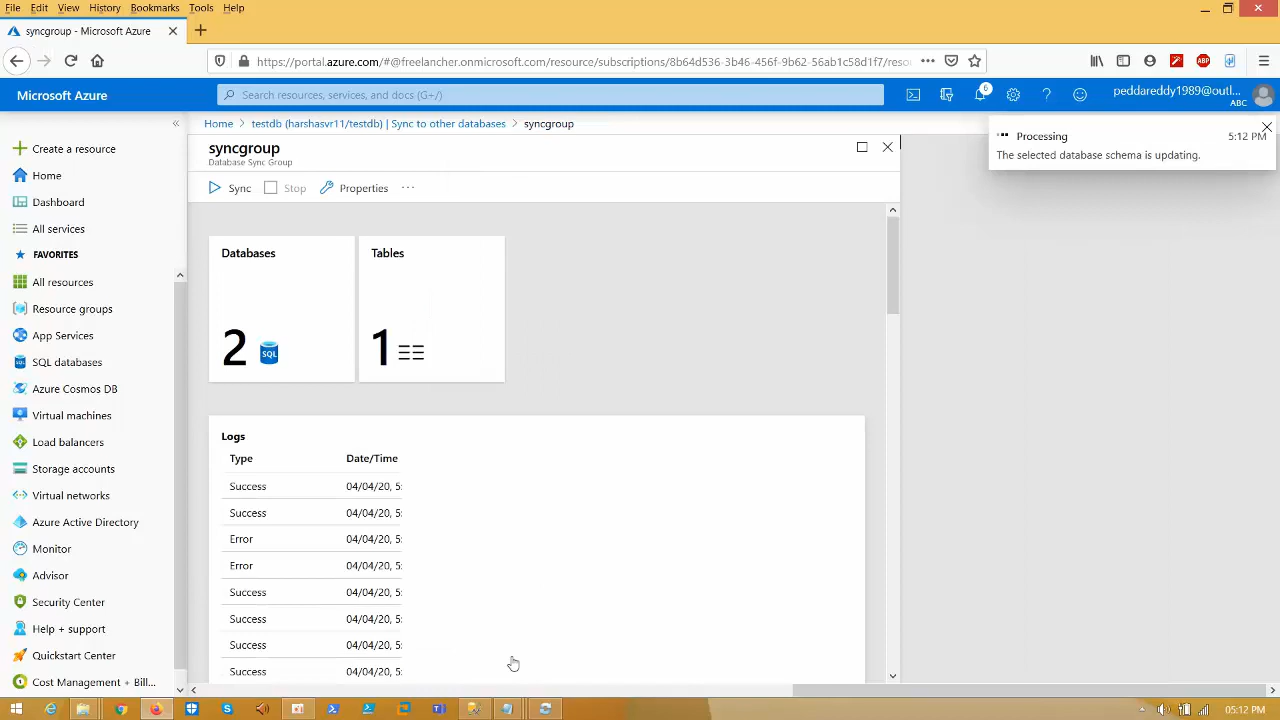 File Edit View History Bookmarks Tools Help
syncgroup - Microsoft Azure
https://portal.azure.com/#@freelancher.onmicrosoft.com/resource/subscriptions/8b64d536-3b46-456f-9b62-56ab1c58d1f7/resou
Microsoft Azure
Search resources, services, and docs (G+/)
6
peddareddy1989@outl...
ABC
Create a resource
Home
Dashboard
All services
FAVORITES
All resources
Resource groups
App Services
SQL databases
Azure Cosmos DB
Virtual machines
Load balancers
Storage accounts
Virtual networks
Azure Active Directory
Monitor
Advisor
Security Center
Help + support
Quickstart Center
Cost Management + Bill...
Home > testdb (harshasvr11/testdb) | Sync to other databases > syncgroup
syncgroup
Database Sync Group
Sync Stop Properties ...
Databases
2
SQL
Tables
1
Logs
Type Date/Time
Success 04/04/20, 5:
Success 04/04/20, 5:
Error 04/04/20, 5:
Error 04/04/20, 5:
Success 04/04/20, 5:
Success 04/04/20, 5:
Success 04/04/20, 5:
Success 04/04/20, 5:
Processing 5:12 PM
The selected database schema is updating.
05:12 PM